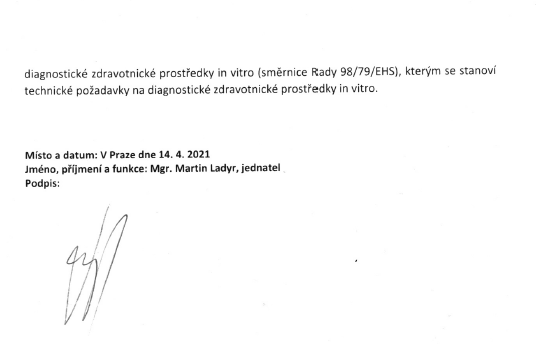 diagnostické zdravotnické prostředky in vitro (směrnice Rady 98/79/EHS), kterým se stanoví
technické požadavky na diagnostické zdravotnické prostředky in vitro.
Místo a datum: V Praze dne 14. 4. 2021
Jméno, příjmení a funkce: Mgr. Martin Ladyr, jednatel
Podpis: